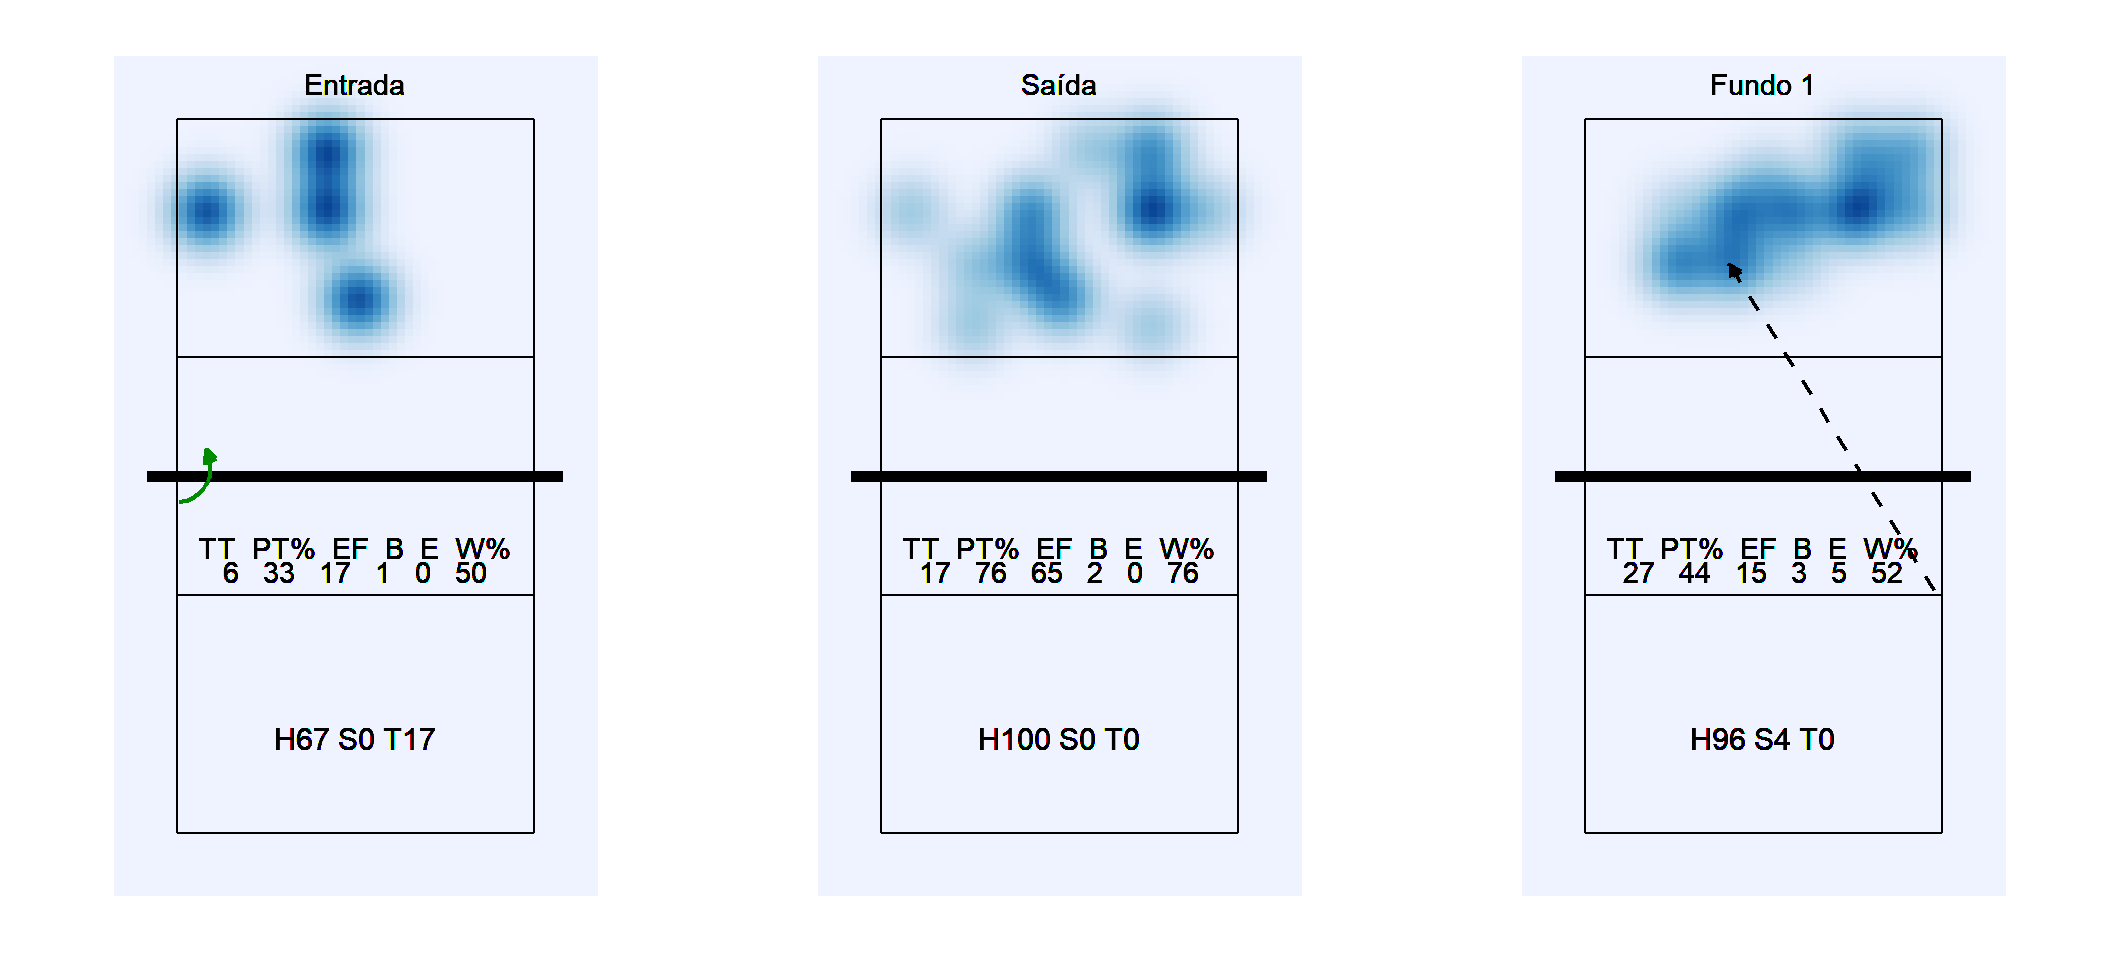 Entrada
TT PT% EF B E W%
6 33 17 1 0 50
H67 S0 T17
Saída
TT PT% EF B E W%
17 76 65 2 0 76
H100 S0 T0
Fundo 1
TT PT% EF B E W%
27 44 15 3 5 52
H96 S4 T0